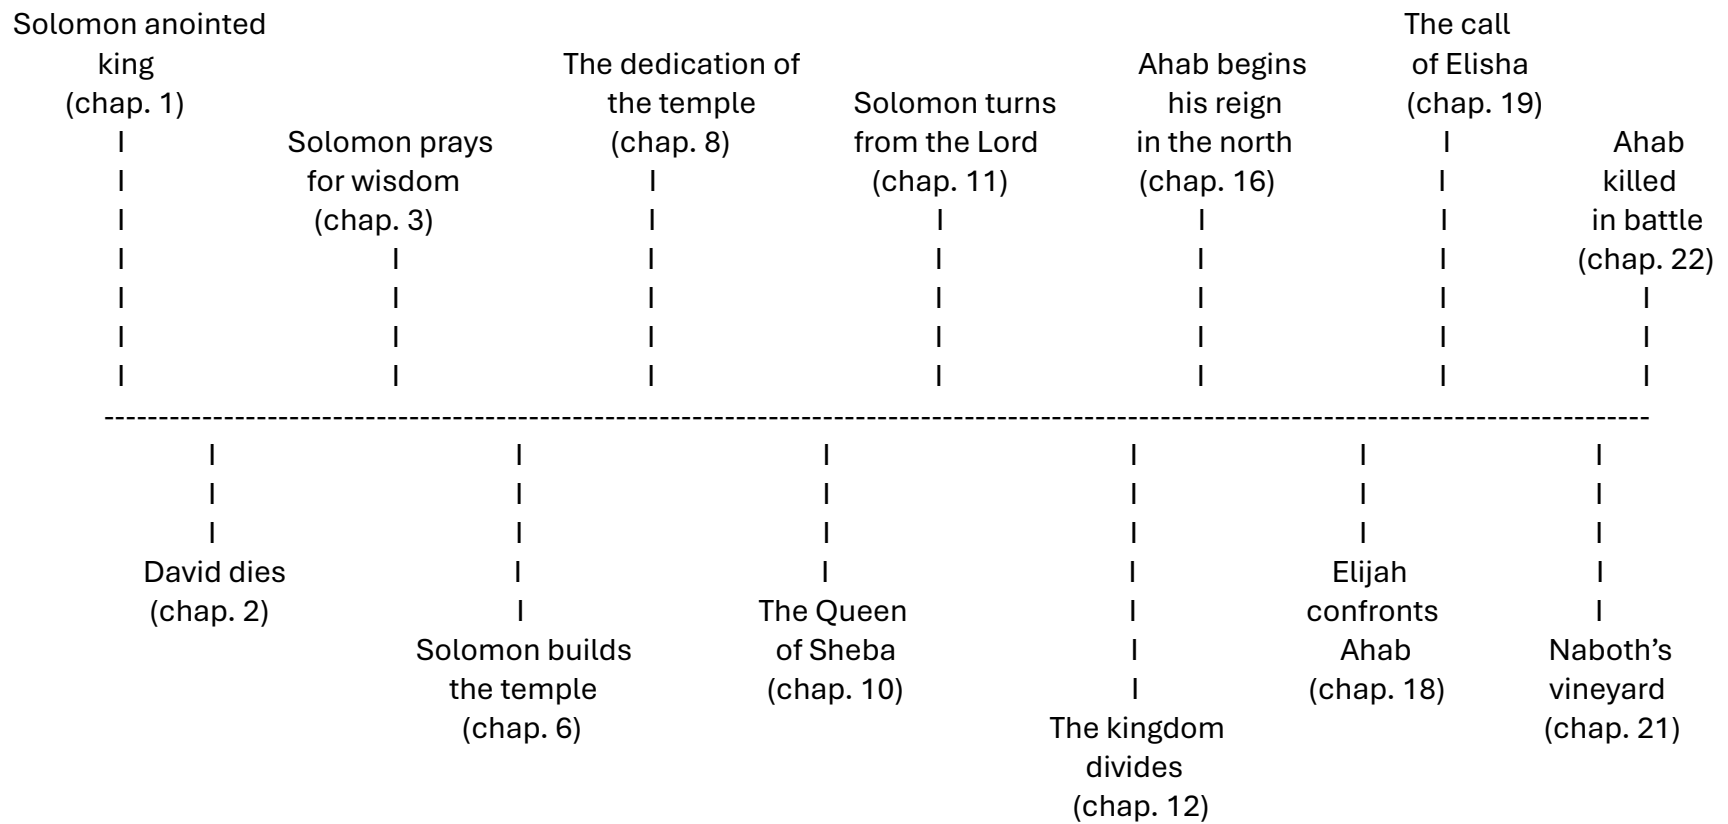 Solomon anointed
king
(chap. 1)
Solomon prays
for wisdom
(chap. 3)
The dedication of
the temple
(chap. 8)
Solomon turns
from the Lord
(chap. 11)
Ahab begins
his reign
in the north
(chap. 16)
The call
of Elisha
(chap. 19)
Ahab
killed
in battle
(chap. 22)
David dies
(chap. 2)
Solomon builds
the temple
(chap. 6)
The Queen
of Sheba
(chap. 10)
The kingdom
divides
(chap. 12)
Elijah
confronts
Ahab
(chap. 18)
Naboth’s
vineyard
(chap. 21)